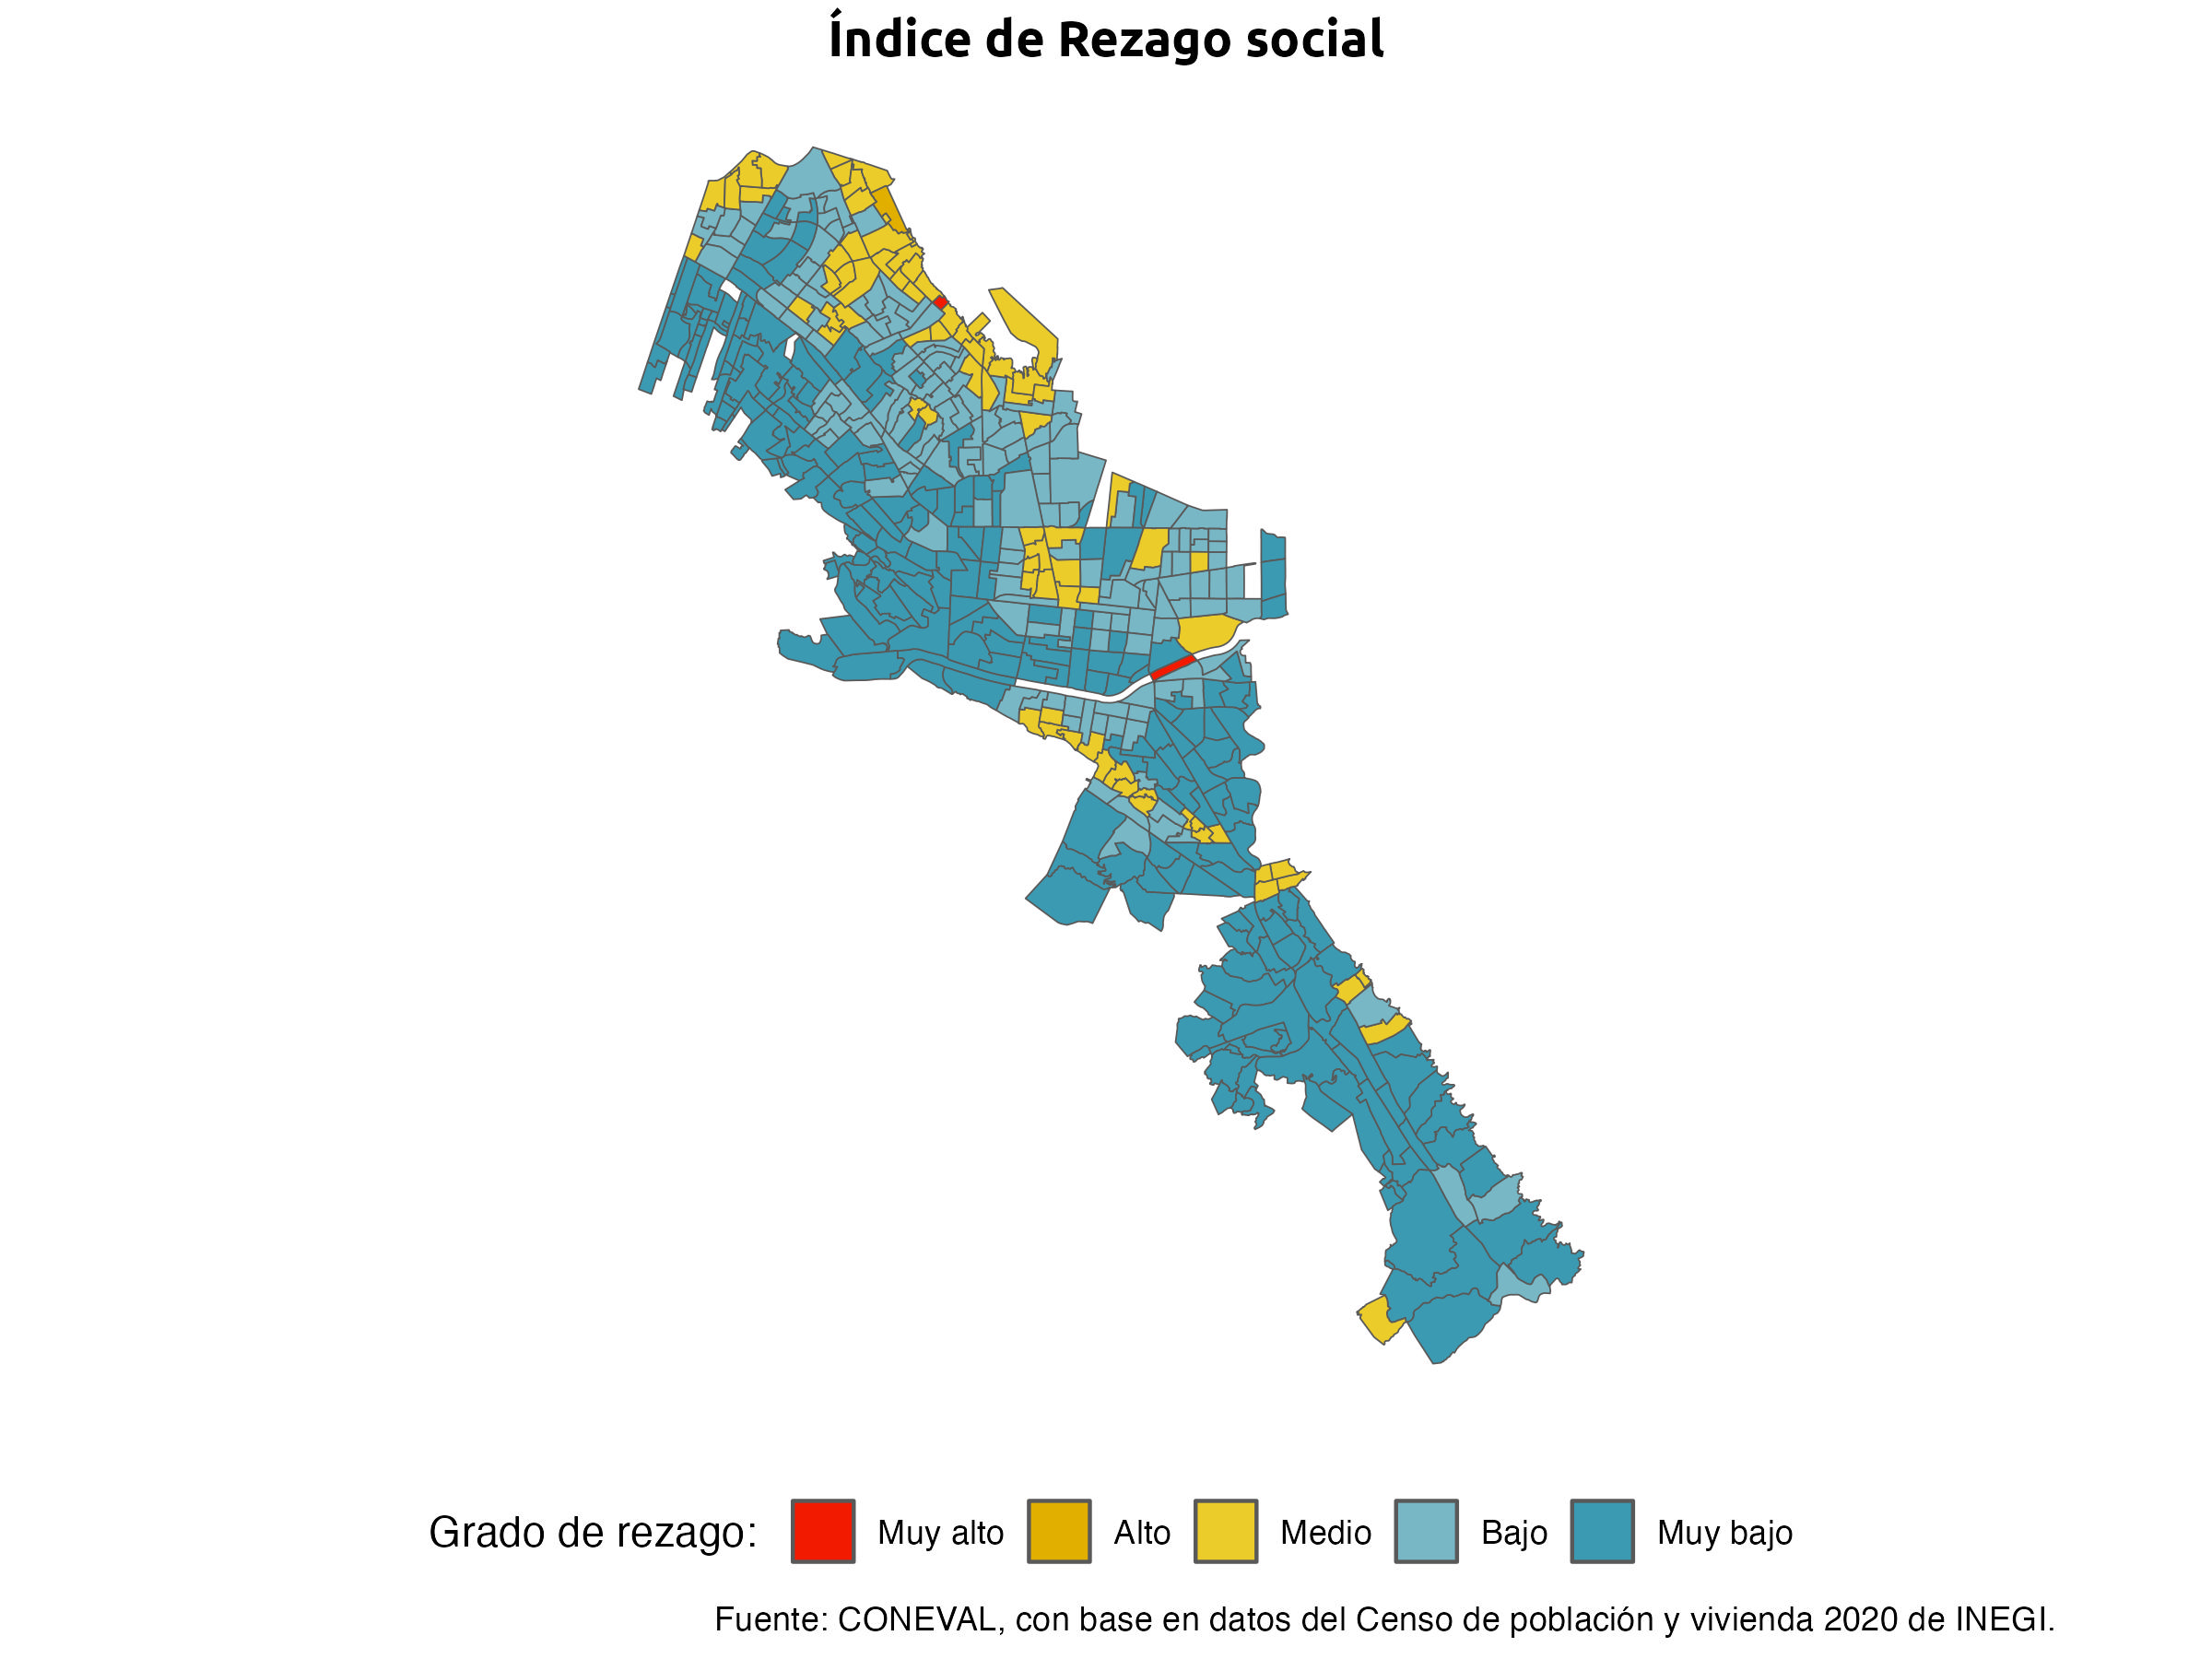 Índice de Rezago social
Grado de rezago: Muy alto Alto Medio Bajo Muy bajo
Fuente: CONEVAL, con base en datos del Censo de población y vivienda 2020 de INEGI.